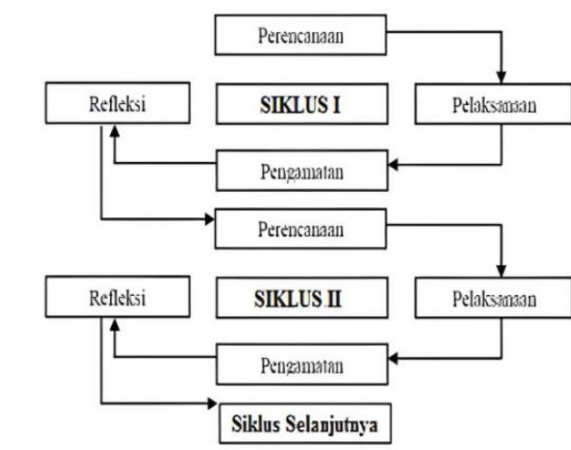 Perencanaan
Refleksi
SIKLUS I
Pelaksanaan
Pengamatan
Perencanaan
Refleksi
SIKLUS II
Pelaksanaan
Pengamatan
Siklus Selanjutnya